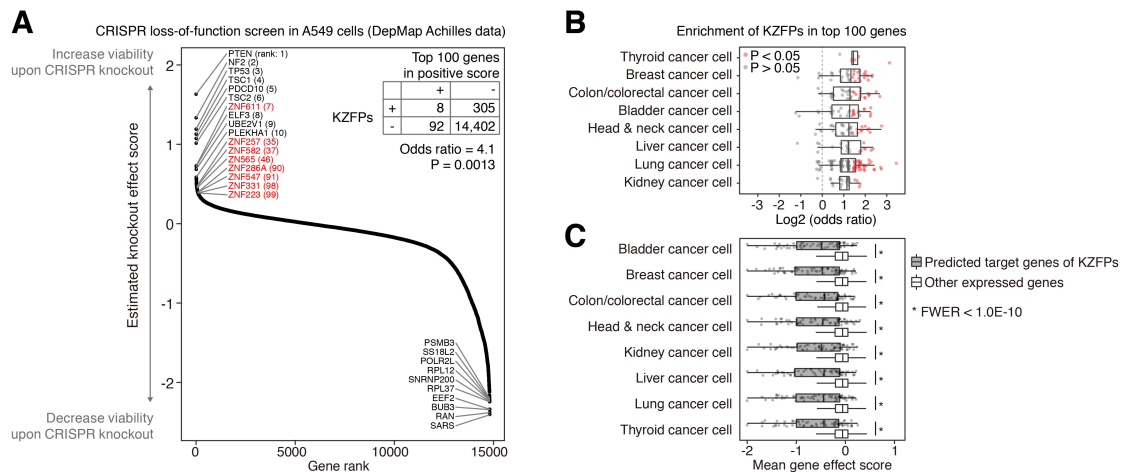 A
CRISPR loss-of-function screen in A549 cells (DepMap Achilles data)
Increase viability
upon CRISPR knockout
Estimated knockout effect score
Decrease viability
upon CRISPR knockout
2
1
0
-1
-2
PTEN (rank: 1)
NF2 (2)
TP53 (3)
TSC1 (4)
PDCD10 (5)
TSC2 (6)
ZNF611 (7)
ELF3 (8)
UBE2V1 (9)
PLEKHA1 (10)
ZNF257 (35)
ZNF582 (37)
ZN565 (46)
ZNF286A (90)
ZNF547 (91)
ZNF331 (98)
ZNF223 (99)
Top 100 genes
in positive score
+ -
KZFPs
+ 8 305
- 92 14,402
Odds ratio = 4.1
P = 0.0013
PSMB3
SS18L2
POLR2L
RPL12
SNRNP200
RPL37
EEF2
BUB3
RAN
SARS
0 5000 10000 15000
Gene rank
B
Enrichment of KZFPs in top 100 genes
P < 0.05
P > 0.05
Thyroid cancer cell
Breast cancer cell
Colon/colorectal cancer cell
Bladder cancer cell
Head & neck cancer cell
Liver cancer cell
Lung cancer cell
Kidney cancer cell
-3 -2 -1 0 1 2 3
Log2 (odds ratio)
C
Bladder cancer cell
Breast cancer cell
Colon/colorectal cancer cell
Head & neck cancer cell
Kidney cancer cell
Liver cancer cell
Lung cancer cell
Thyroid cancer cell
*
*
*
*
*
*
*
*
-2 -1 0 1
Mean gene effect score
Predicted target genes of KZFPs
Other expressed genes
* FWER < 1.0E-10